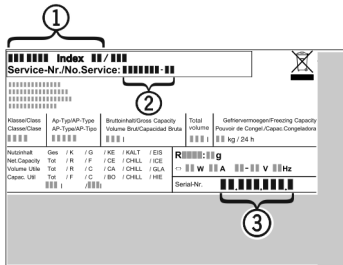 1
Index /
Service-Nr./No.Service: -
2
Klasse/Class Ap-Typ/AP-Type Bruttoinhalt/Gross Capacity Total Gefriervermoegen/Freezing Capacity
Classe/Clase AP-Type/AP-Tipo Volume Brut/Capacidad Bruta volume Pouvoir de Congel./Capac.Congeladora
l l kg / 24 h
Nutzinhalt Ges / K / G / KE / KALT / EIS
Net.Capacity Tot / R / F / CE / CHILL / ICE
Volume Utile Tot / R / C / CA / CHILL / GLA
Capac. Util Tot / F / C / BO / CHILL / HIE
l / l
R : g
W A - V Hz
Serial-Nr. . . .
3